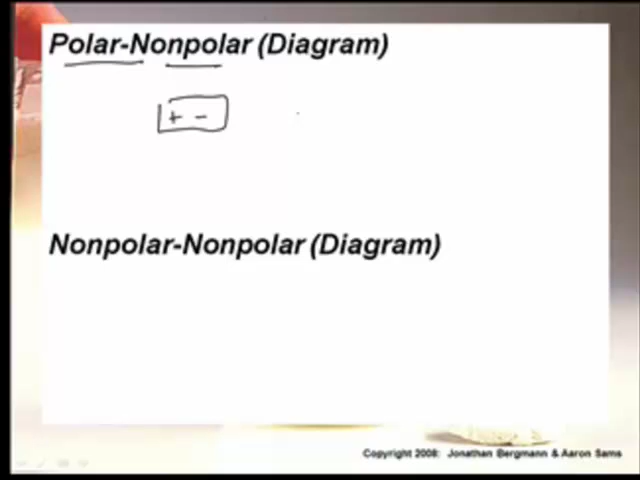 Polar-Nonpolar (Diagram)
+ -
Nonpolar-Nonpolar (Diagram)
Copyright 2008: Jonathan Bergmann & Aaron Sams